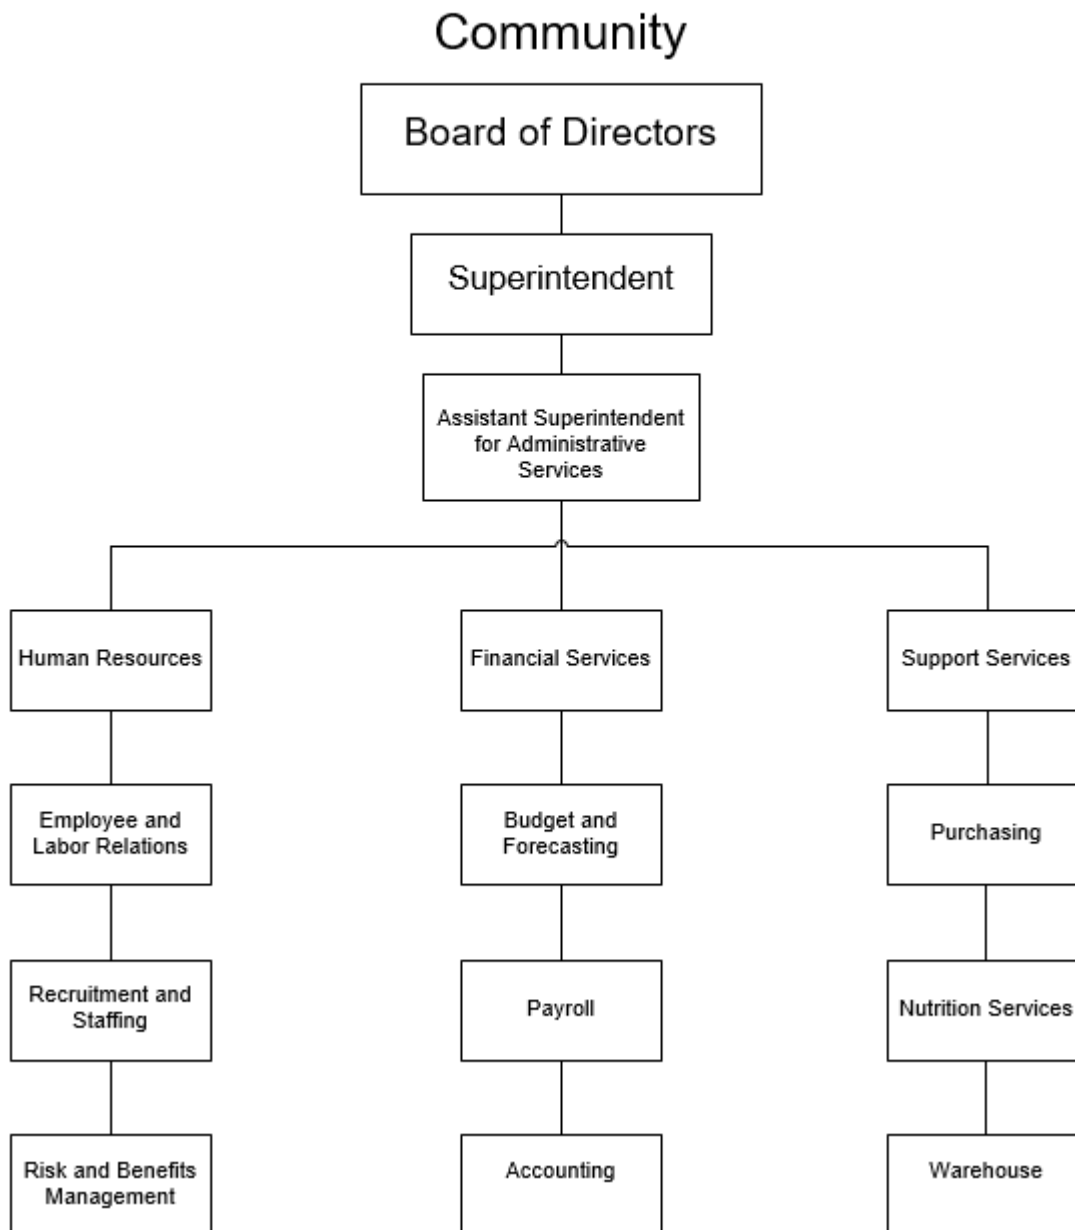 Community
Board of Directors
Superintendent
Assistant Superintendent
for Administrative
Services
Human Resources
Financial Services
Support Services
Employee and
Labor Relations
Budget and
Forecasting
Purchasing
Recruitment and
Staffing
Payroll
Nutrition Services
Risk and Benefits
Management
Accounting
Warehouse